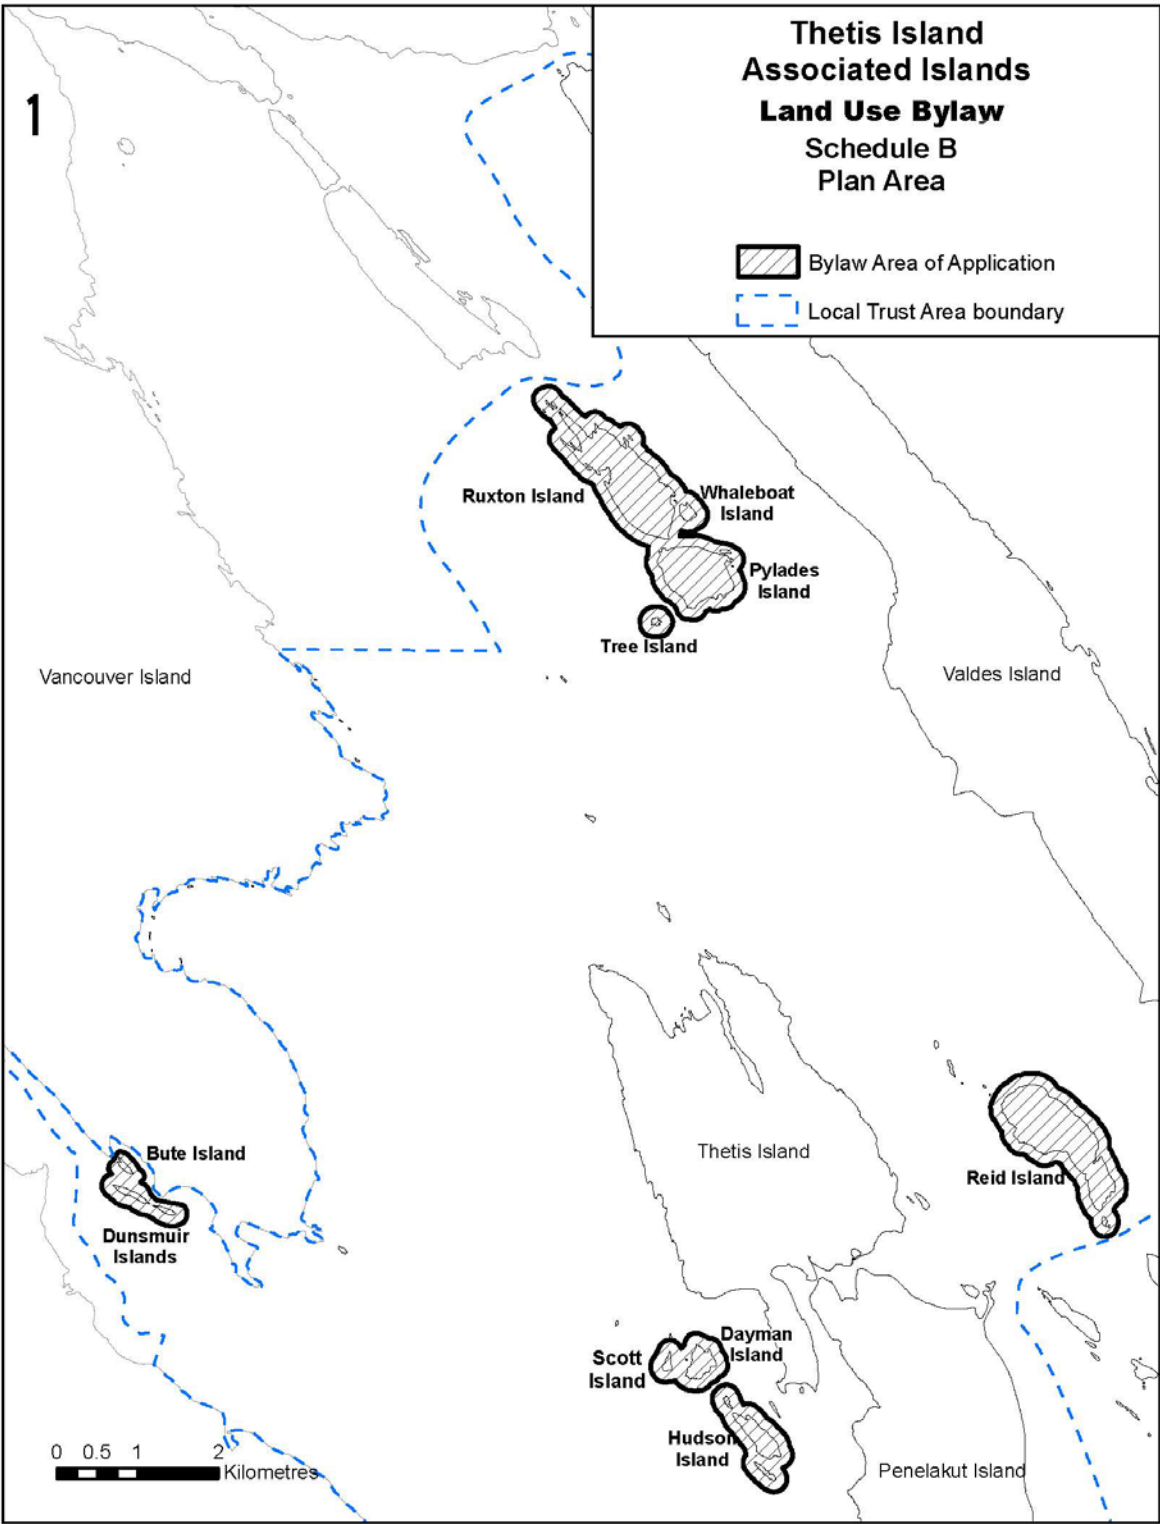 Thetis Island
Associated Islands
Land Use Bylaw
Schedule B
Plan Area
Bylaw Area of Application
Local Trust Area boundary
1
Ruxton Island
Whaleboat
Island
Pylades
Island
Tree Island
Vancouver Island
Valdes Island
Bute Island
Dunsmuir
Islands
Thetis Island
Reid Island
Dayman
Island
Scott
Island
Hudson
Island
Penelakut Island
0 0.5 1 2
Kilometres